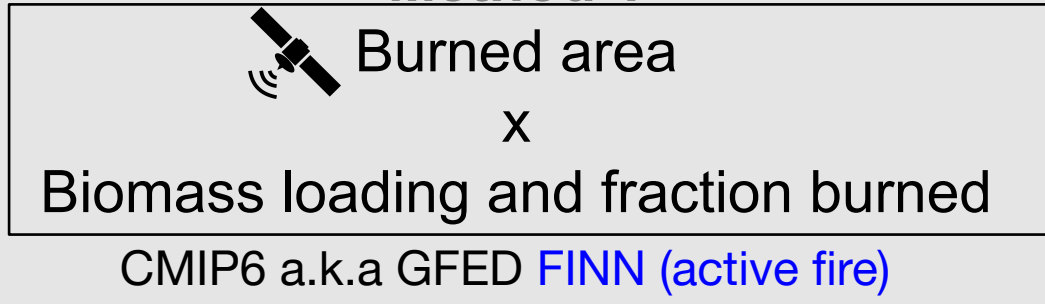 Burned area
x
Biomass loading and fraction burned
CMIP6 a.k.a GFED FINN (active fire)